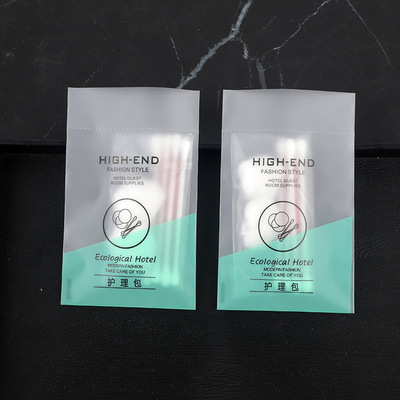 HIGH-END
FASHION STYLE
HOTEL GUEST
ROOM SUPPLIES
Ecological Hotel
MODERN FASHION
TAKE CARE OF YOU
护理包
HIGH-END
FASHION STYLE
HOTEL GUEST
ROOM SUPPLIES
Ecological Hotel
MODERN FASHION
TAKE CARE OF YOU
护理包